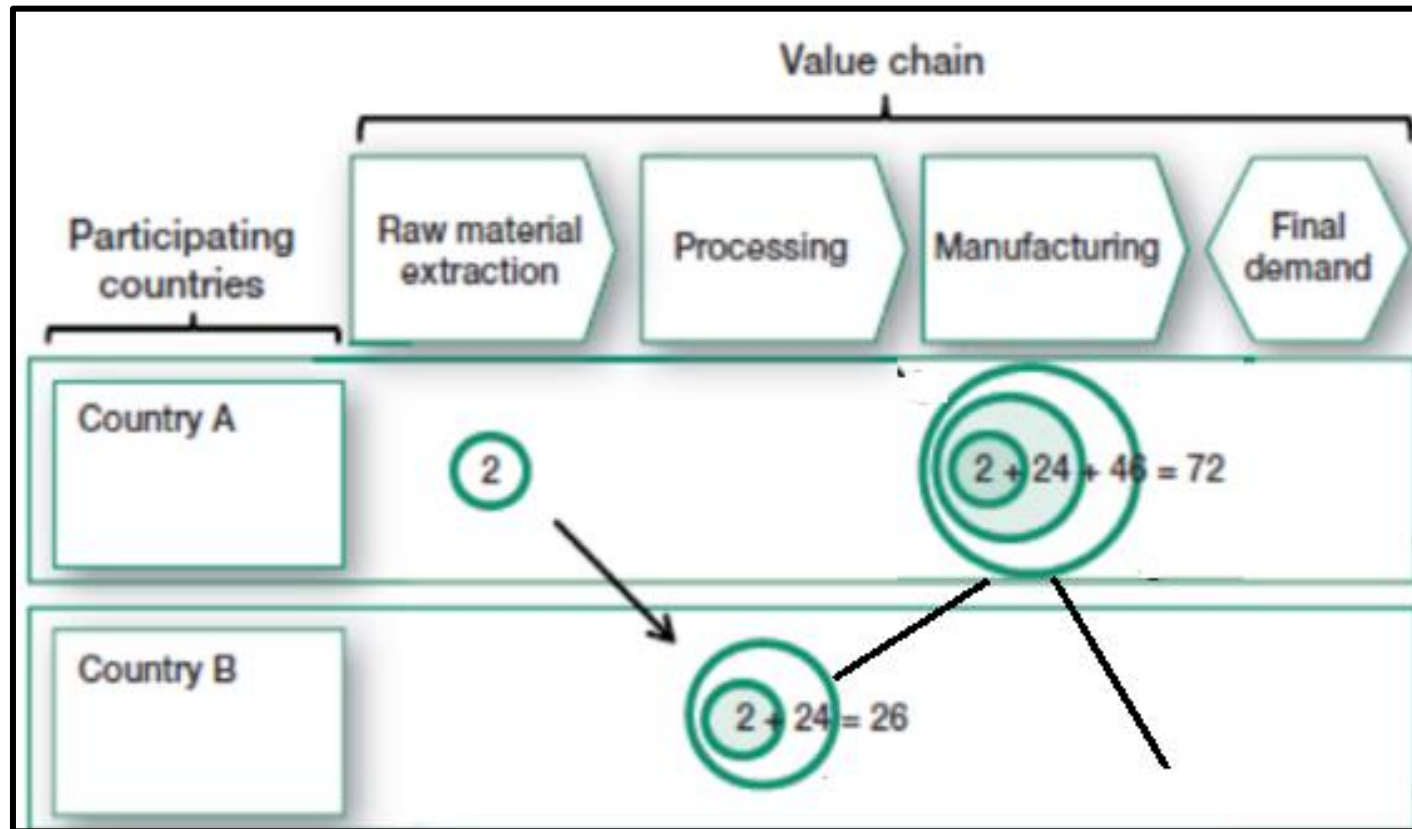 Value chain
Participating
countries
Raw material
extraction
Processing
Manufacturing
Final
demand
Country A
2
2 + 24 + 46 = 72
Country B
2 + 24 = 26